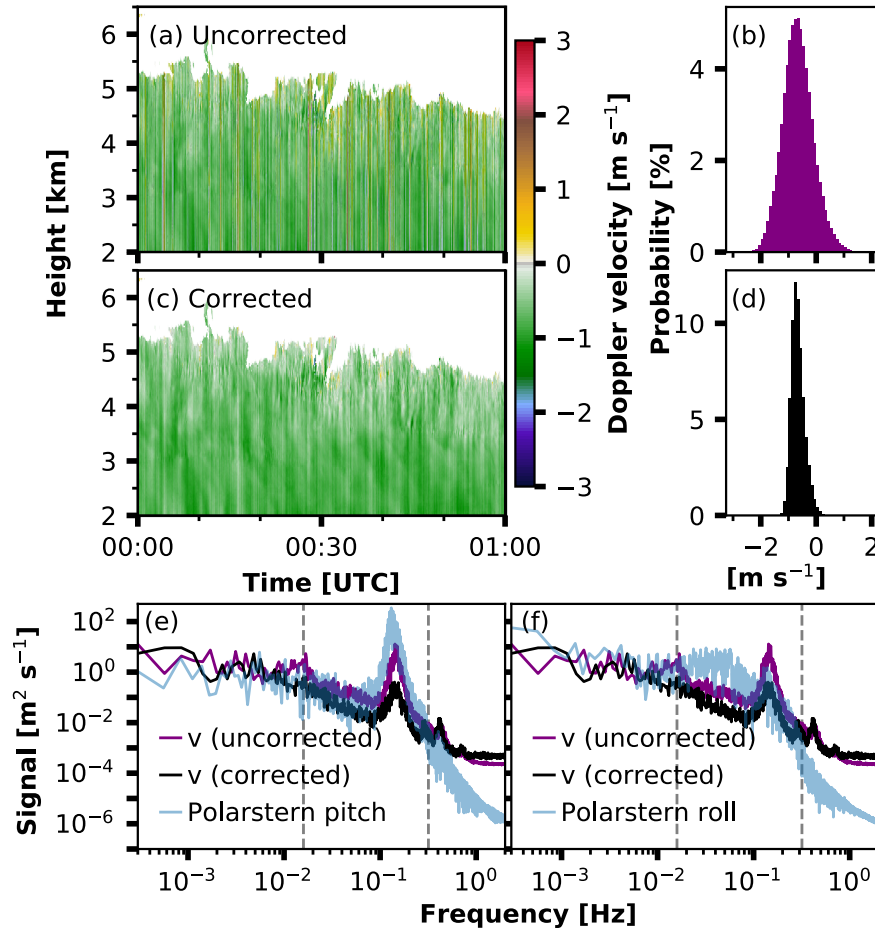 (a) Uncorrected
6
5
4
3
2
Height [km]
3
2
1
0
−1
−2
−3
Doppler velocity [m s⁻¹]
(b)
4
2
0
Probability [%]
(c) Corrected
6
5
4
3
2
00:00
00:30
01:00
Time [UTC]
(d)
10
5
0
−2
0
2
[m s⁻¹]
(e)
10²
10⁰
10⁻²
10⁻⁴
10⁻⁶
Signal [m² s⁻¹]
v (uncorrected)
v (corrected)
Polarstern pitch
10⁻³
10⁻²
10⁻¹
10⁰
(f)
v (uncorrected)
v (corrected)
Polarstern roll
10⁻³
10⁻²
10⁻¹
10⁰
Frequency [Hz]